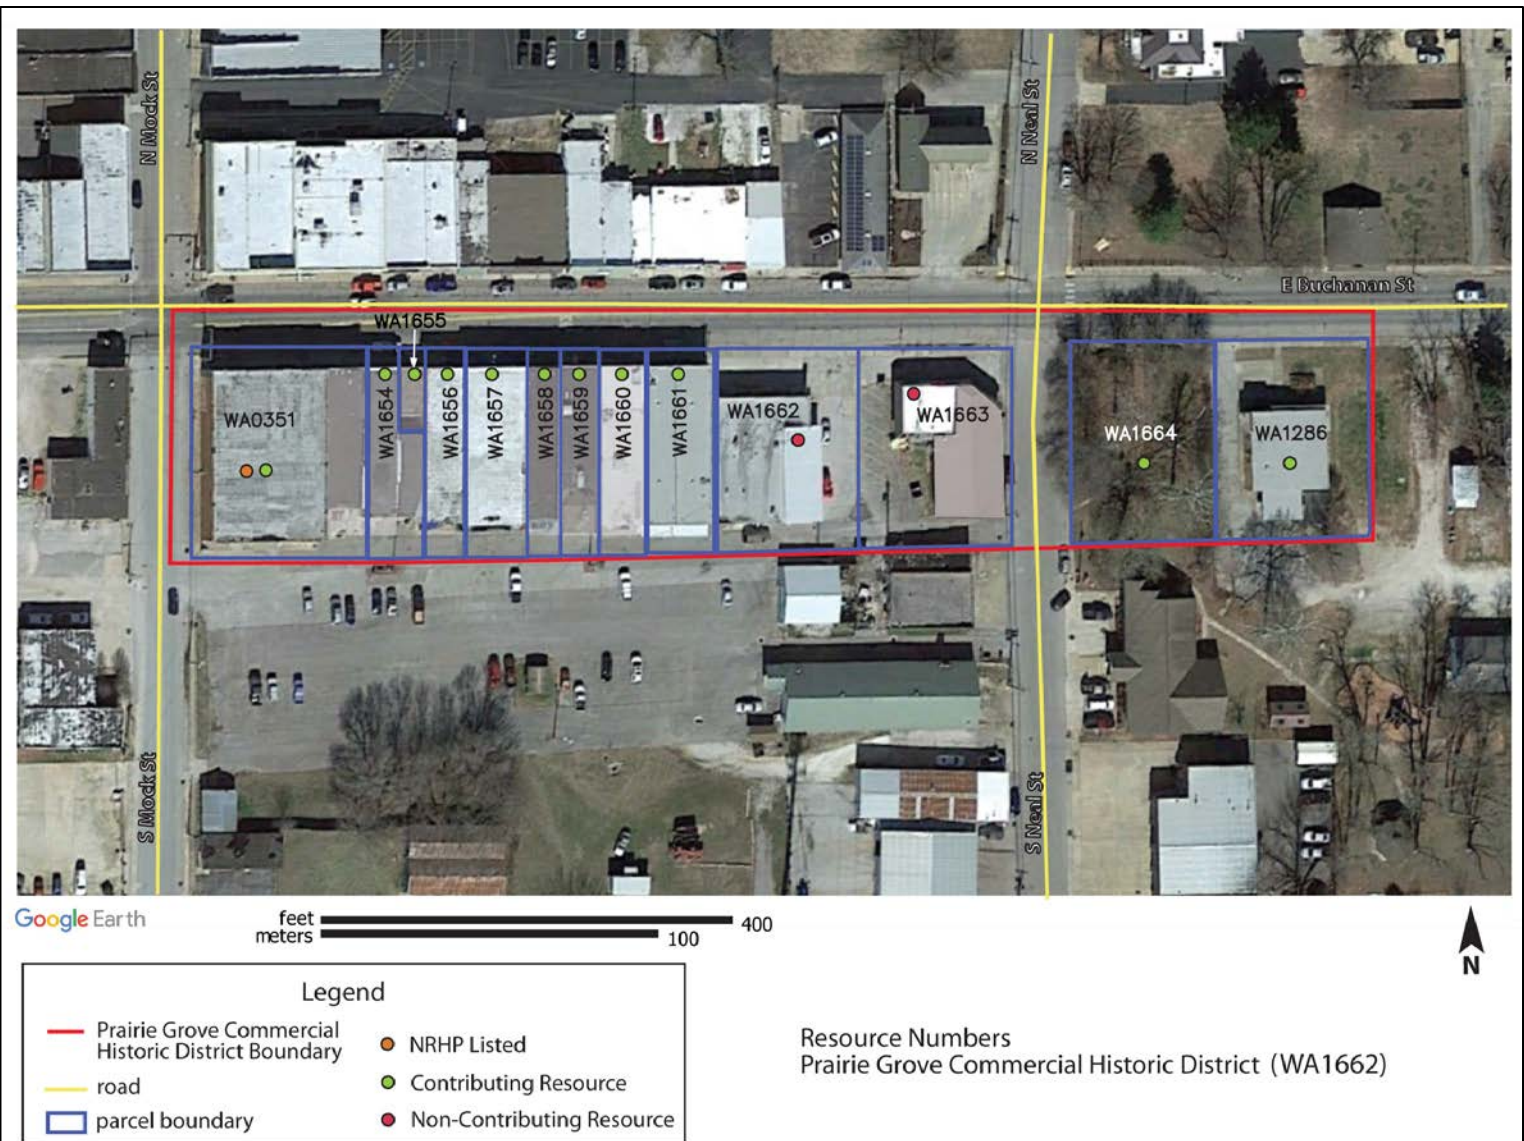 N Mock St
N Neal St
E Buchanan St
WA1655
WA0351
WA1654
WA1656
WA1657
WA1658
WA1659
WA1660
WA1661
WA1662
WA1663
WA1664
WA1286
S Mock St
S Neal St
Google Earth
feet 400
meters 100
N
Legend
Prairie Grove Commercial
Historic District Boundary
road
parcel boundary
NRHP Listed
Contributing Resource
Non-Contributing Resource
Resource Numbers
Prairie Grove Commercial Historic District (WA1662)